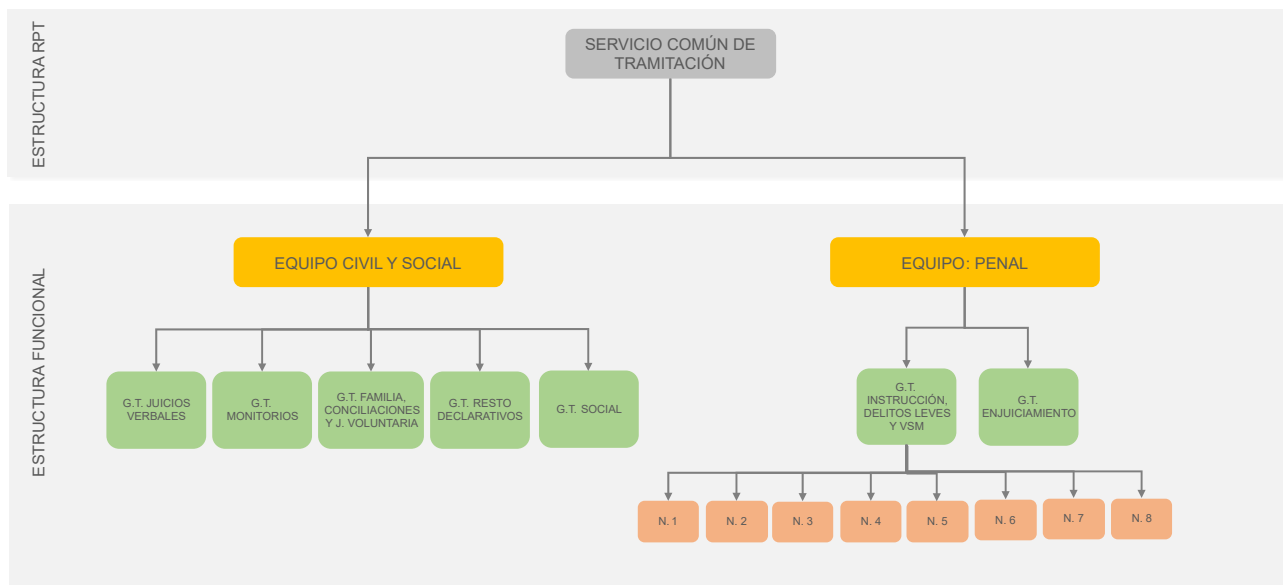 ESTRUCTURA RPT
SERVICIO COMÚN DE
TRAMITACIÓN
ESTRUCTURA FUNCIONAL
EQUIPO CIVIL Y SOCIAL
EQUIPO: PENAL
G.T. JUICIOS
VERBALES
G.T.
MONITORIOS
G.T. FAMILIA,
CONCILIACIONES
Y J. VOLUNTARIA
G.T. RESTO
DECLARATIVOS
G.T. SOCIAL
G.T.
INSTRUCCIÓN,
DELITOS LEVES
Y VSM
G.T.
ENJUICIAMIENTO
N. 1
N. 2
N. 3
N. 4
N. 5
N. 6
N. 7
N. 8